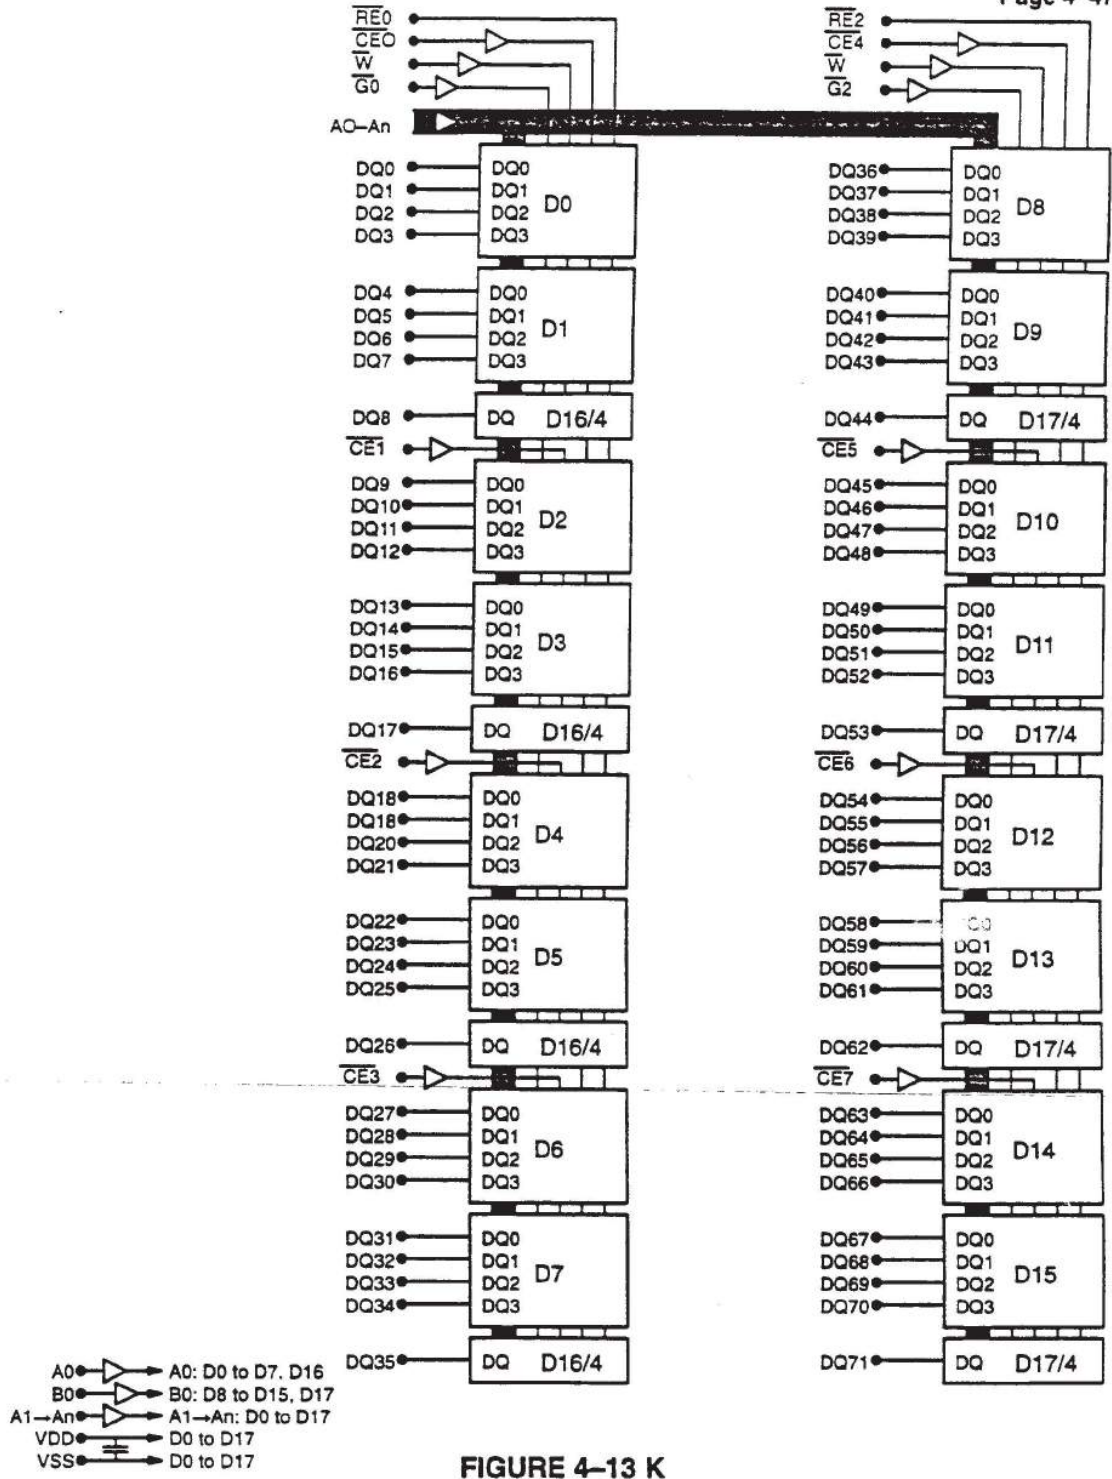 Page
RE0
CEO
W
G0
AO–An
DQ0 DQ0
DQ1 DQ1
D0
DQ2 DQ2
DQ3 DQ3
DQ4 DQ0
DQ5 DQ1
D1
DQ6 DQ2
DQ7 DQ3
DQ8 DQ D16/4
CE1
DQ9 DQ0
DQ10 DQ1
D2
DQ11 DQ2
DQ12 DQ3
DQ13 DQ0
DQ14 DQ1
D3
DQ15 DQ2
DQ16 DQ3
DQ17 DQ D16/4
CE2
DQ18 DQ0
DQ18 DQ1
D4
DQ20 DQ2
DQ21 DQ3
DQ22 DQ0
DQ23 DQ1
D5
DQ24 DQ2
DQ25 DQ3
DQ26 DQ D16/4
CE3
DQ27 DQ0
DQ28 DQ1
D6
DQ29 DQ2
DQ30 DQ3
DQ31 DQ0
DQ32 DQ1
D7
DQ33 DQ2
DQ34 DQ3
DQ35 DQ D16/4
RE2
CE4
W
G2
DQ36 DQ0
DQ37 DQ1
D8
DQ38 DQ2
DQ39 DQ3
DQ40 DQ0
DQ41 DQ1
D9
DQ42 DQ2
DQ43 DQ3
DQ44 DQ D17/4
CE5
DQ45 DQ0
DQ46 DQ1
D10
DQ47 DQ2
DQ48 DQ3
DQ49 DQ0
DQ50 DQ1
D11
DQ51 DQ2
DQ52 DQ3
DQ53 DQ D17/4
CE6
DQ54 DQ0
DQ55 DQ1
D12
DQ56 DQ2
DQ57 DQ3
DQ58
DQ59 DQ1
D13
DQ60 DQ2
DQ61 DQ3
DQ62 DQ D17/4
CE7
DQ63 DQ0
DQ64 DQ1
D14
DQ65 DQ2
DQ66 DQ3
DQ67 DQ0
DQ68 DQ1
D15
DQ69 DQ2
DQ70 DQ3
DQ71 DQ D17/4
A0 A0: D0 to D7, D16
B0 B0: D8 to D15, D17
A1→An A1→An: D0 to D17
VDD D0 to D17
VSS D0 to D17
FIGURE 4–13 K